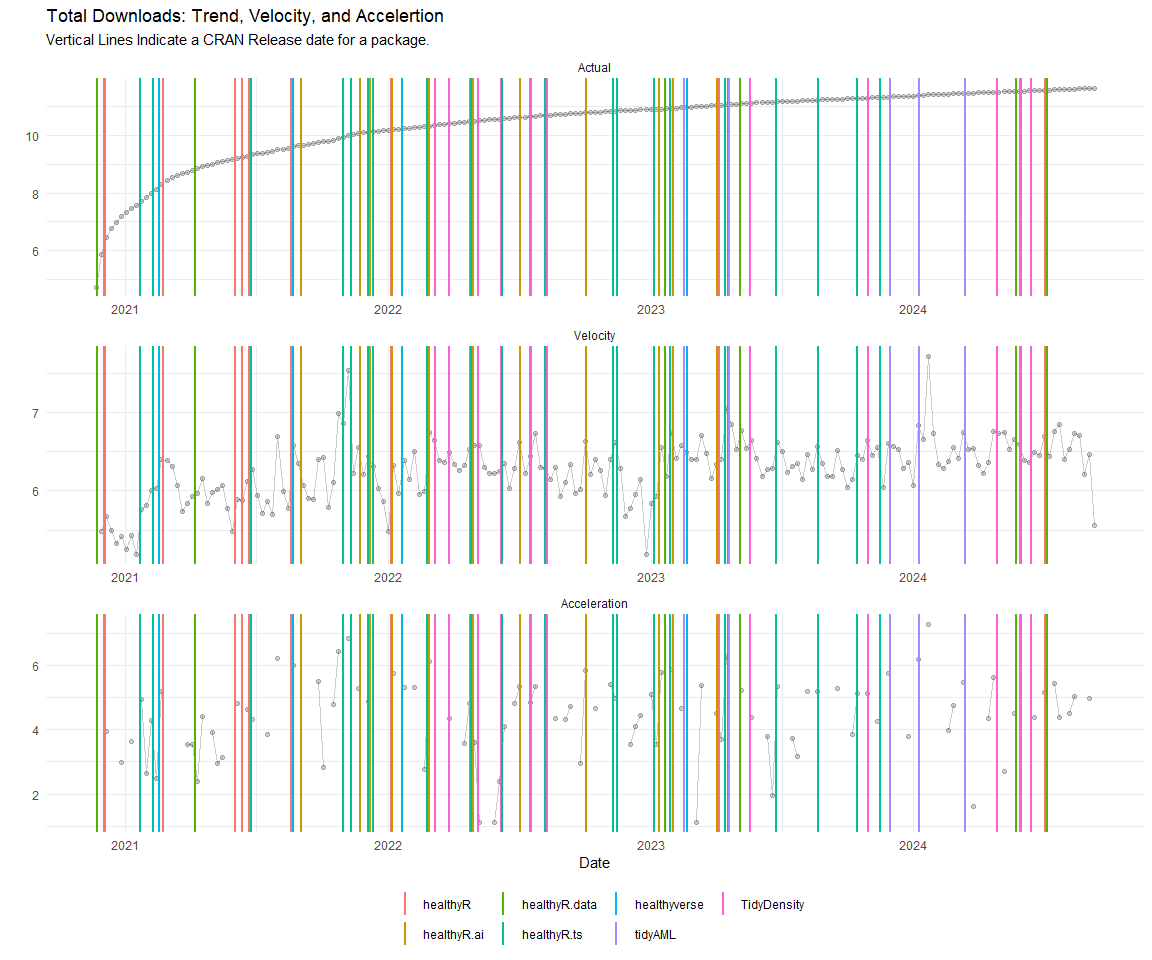 Total Downloads: Trend, Velocity, and Accelertion
Vertical Lines Indicate a CRAN Release date for a package.
Actual
10
8
6
2021 2022 2023 2024
Velocity
7
6
2021 2022 2023 2024
Acceleration
6
4
2
2021 2022 2023 2024
Date
healthyR healthyR.data healthyverse TidyDensity
healthyR.ai healthyR.ts tidyAML